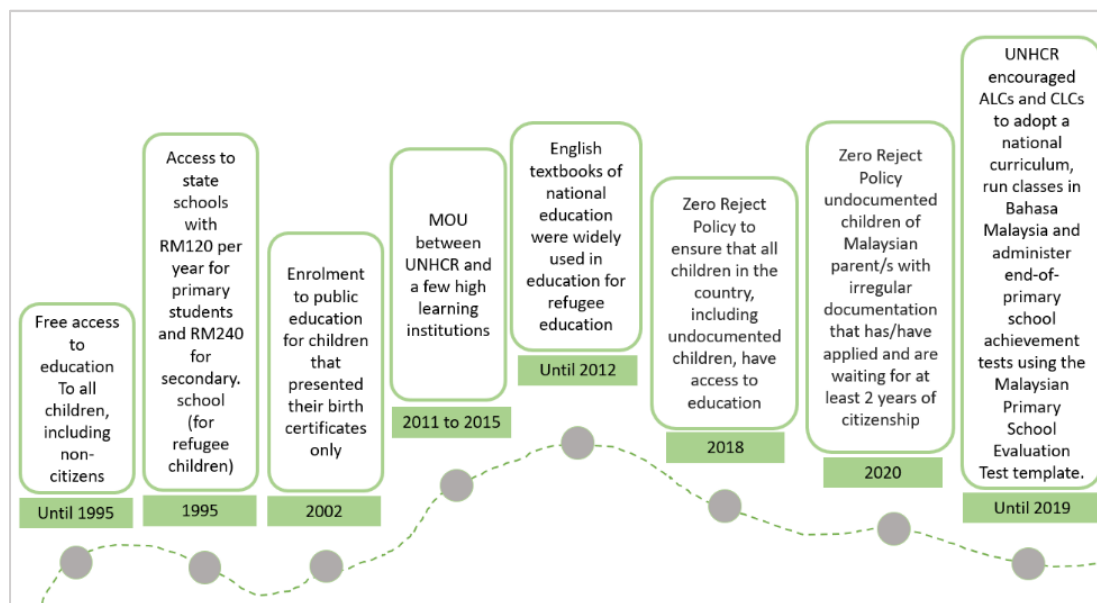 Free access
to
education
To all
children,
including
non-
citizens
Until 1995
Access to
state
schools
with
RM120 per
year for
primary
students
and RM240
for
secondary.
school
(for
refugee
children)
1995
Enrolment
to public
education
for children
that
presented
their birth
certificates
only
2002
MOU
between
UNHCR and
a few high
learning
institutions
2011 to 2015
English
textbooks of
national
education
were widely
used in
education for
refugee
education
Until 2012
Zero Reject
Policy to
ensure that all
children in the
country,
including
undocumented
children, have
access to
education
2018
Zero Reject
Policy
undocumented
children of
Malaysian
parent/s with
irregular
documentation
that has/have
applied and are
waiting for at
least 2 years of
citizenship
2020
UNHCR
encouraged
ALCs and CLCs
to adopt a
national
curriculum,
run classes in
Bahasa
Malaysia and
administer
end-of-
primary
school
achievement
tests using the
Malaysian
Primary
School
Evaluation
Test template.
Until 2019